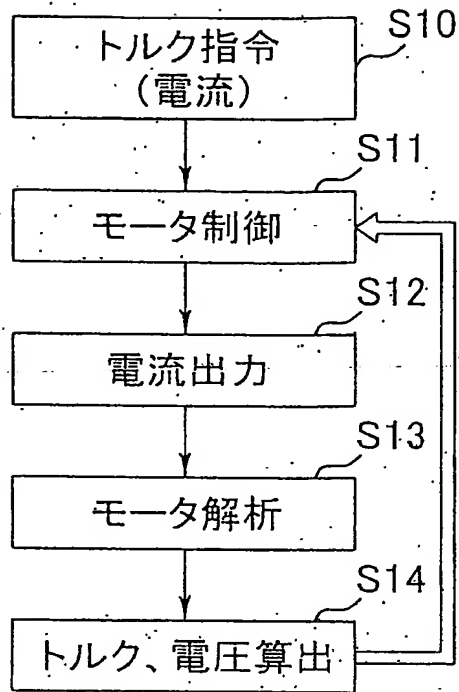 S10
トルク指令
(電流)
S11
モータ制御
S12
電流出力
S13
モータ解析
S14
トルク、電圧算出